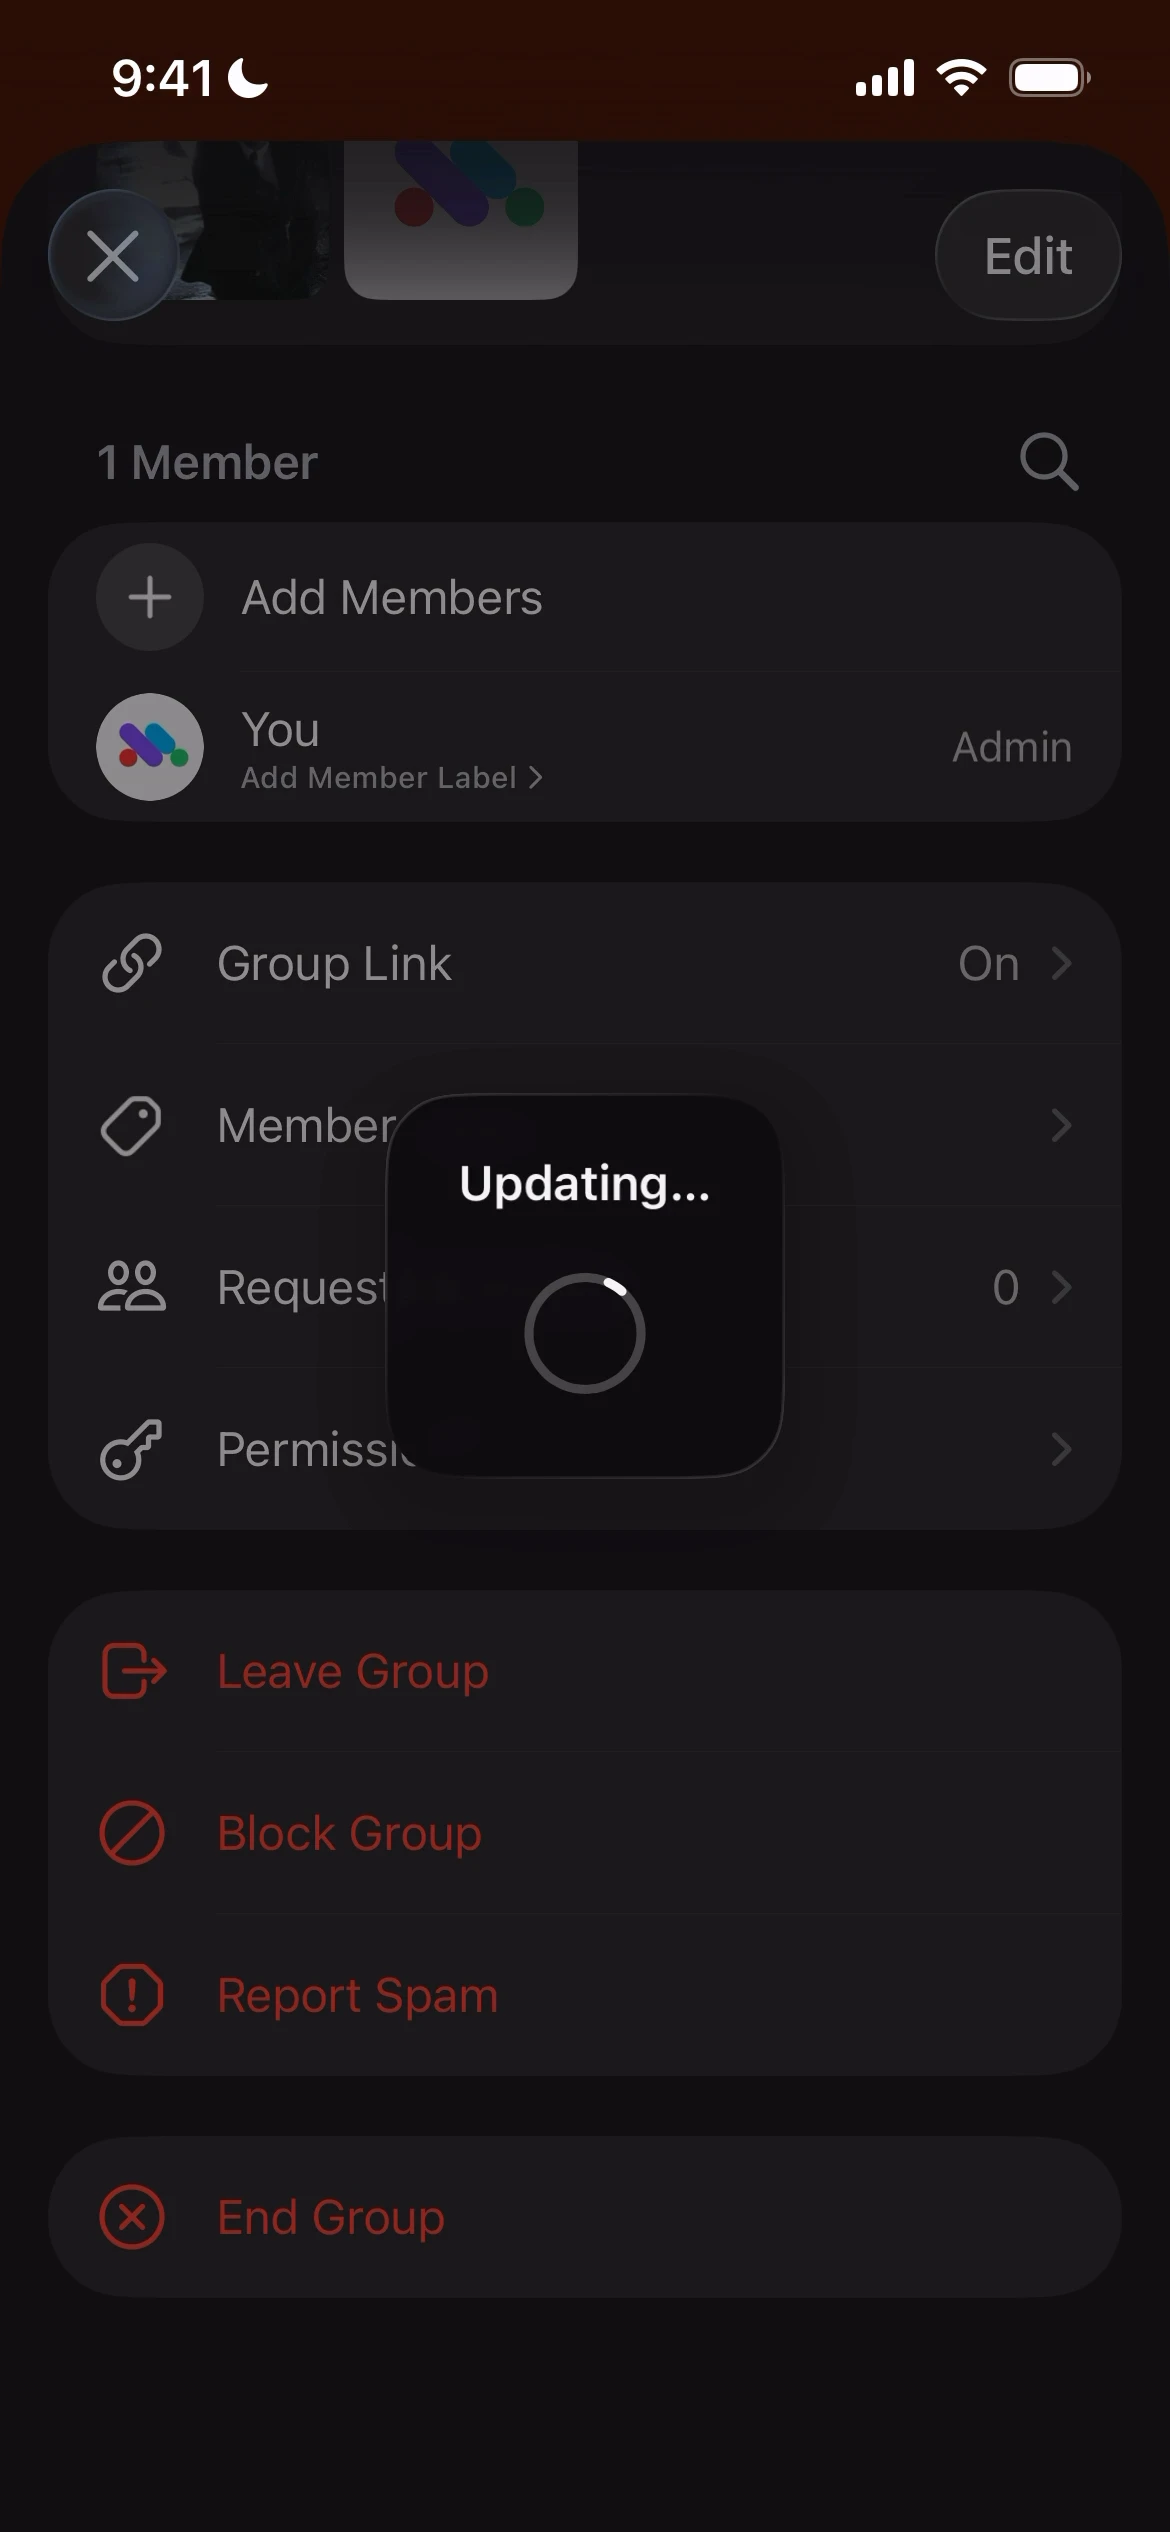 9:41
Edit
1 Member
Add Members
You
Add Member Label
Admin
Group Link
On
Member
Updating...
0
Leave Group
Block Group
Report Spam
End Group